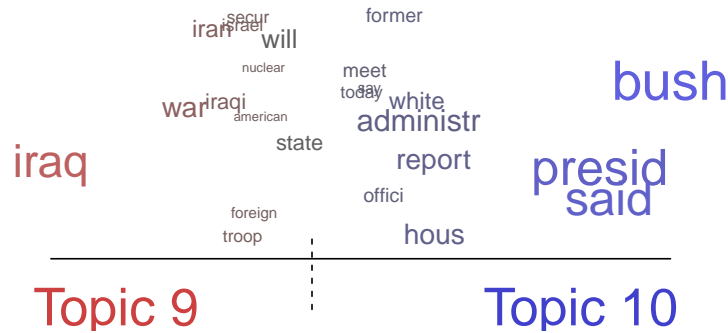 former
secur
israel
iran
will
bush
nuclear
meet
say
today
white
iraqi
war
american
administr
state
iraq
report
presid
offici
said
foreign
troop
hous
Topic 9
Topic 10